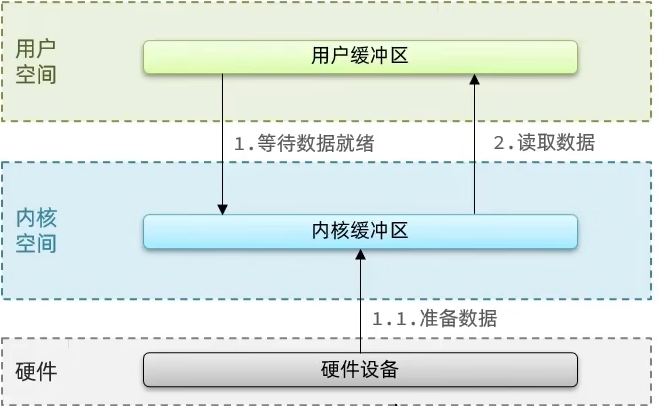 用户
空间
用户缓冲区
1.等待数据就绪
2.读取数据
内核
空间
内核缓冲区
1.1.准备数据
硬件
硬件设备